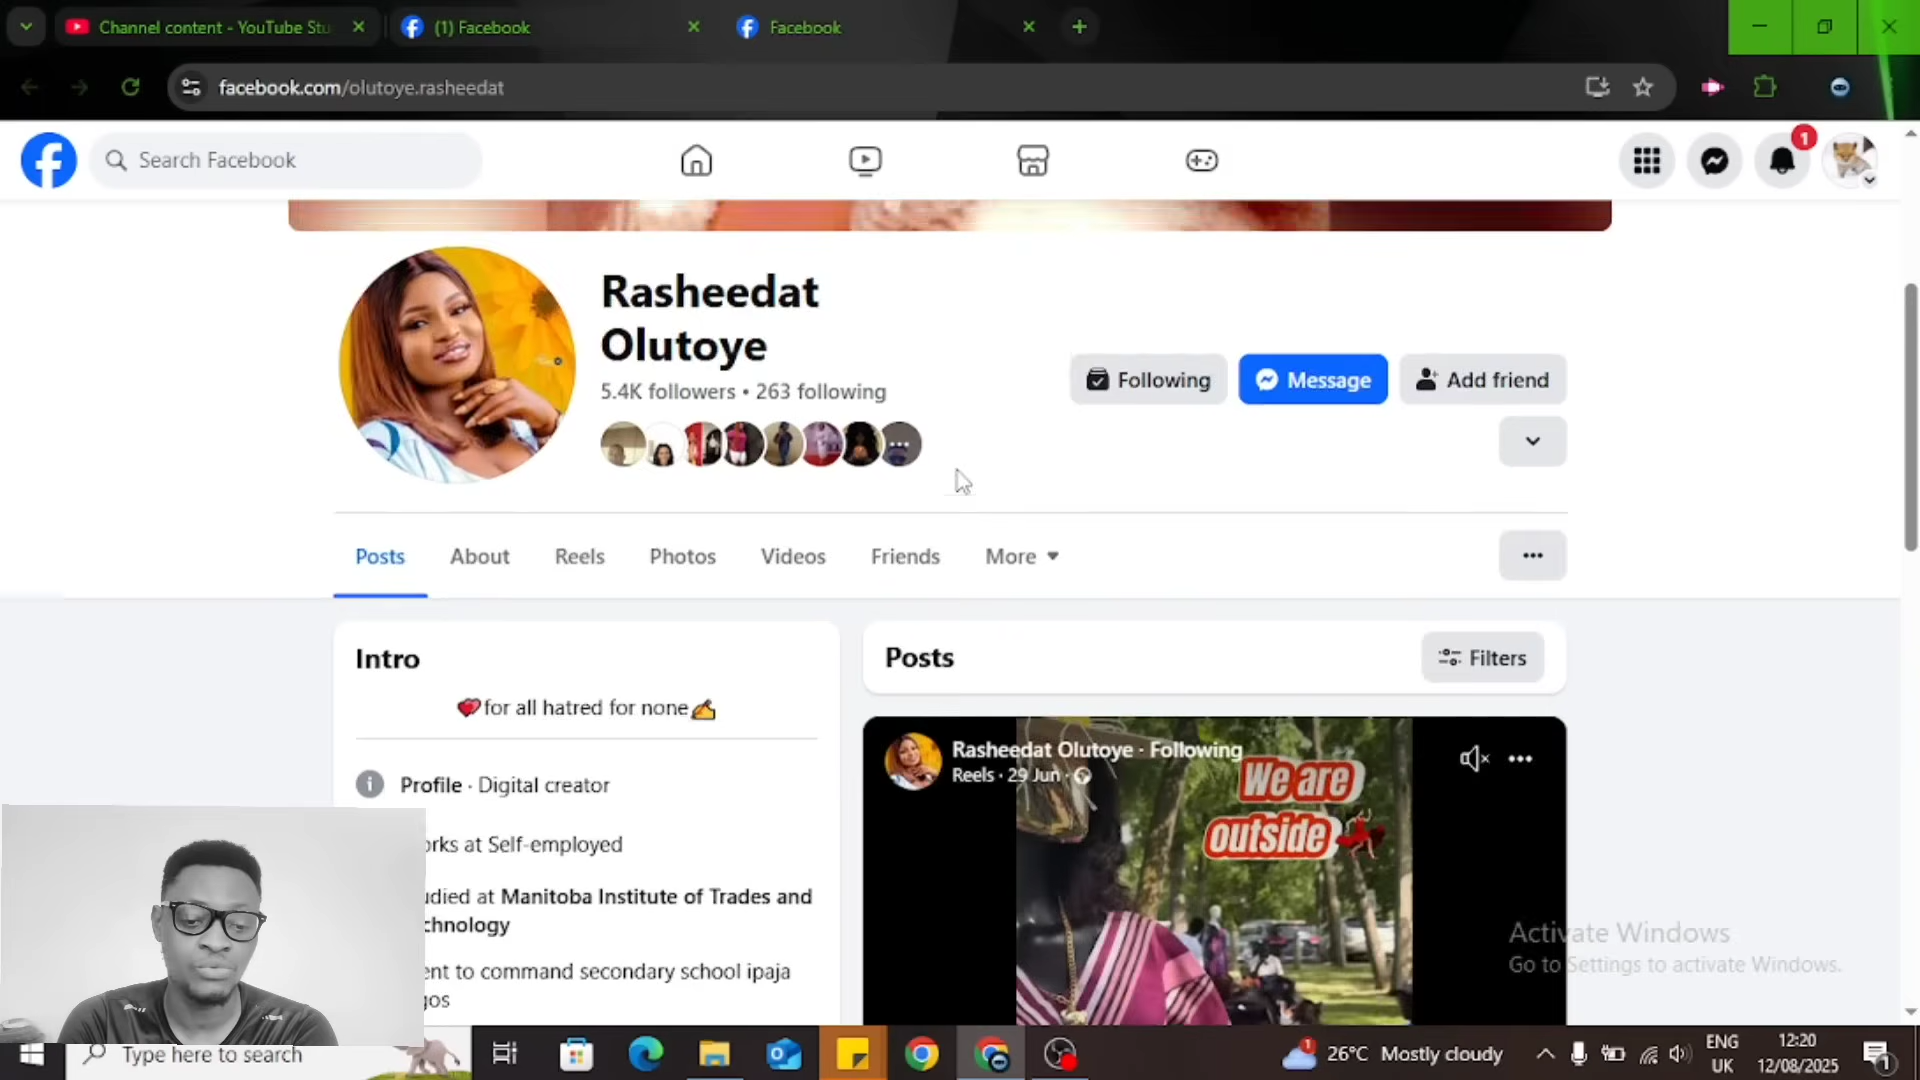 Channel content - YouTube Stu
(1) Facebook
Facebook
facebook.com/olutoye.rasheedat
Search Facebook
1
Rasheedat
Olutoye
5.4K followers • 263 following
Following
Message
Add friend
Posts
About
Reels
Photos
Videos
Friends
More
Intro
❤️for all hatred for none✍️
Profile · Digital creator
orks at Self-employed
udied at Manitoba Institute of Trades and
chnology
ent to command secondary school ipaja
gos
Posts
Filters
Rasheedat Olutoye · Following
Reels · 29 Jun ·
We are
outside
Activate Windows
Go to Settings to activate Windows.
Type here to search
1
26°C Mostly cloudy
ENG
UK
12:20
12/08/2025
1